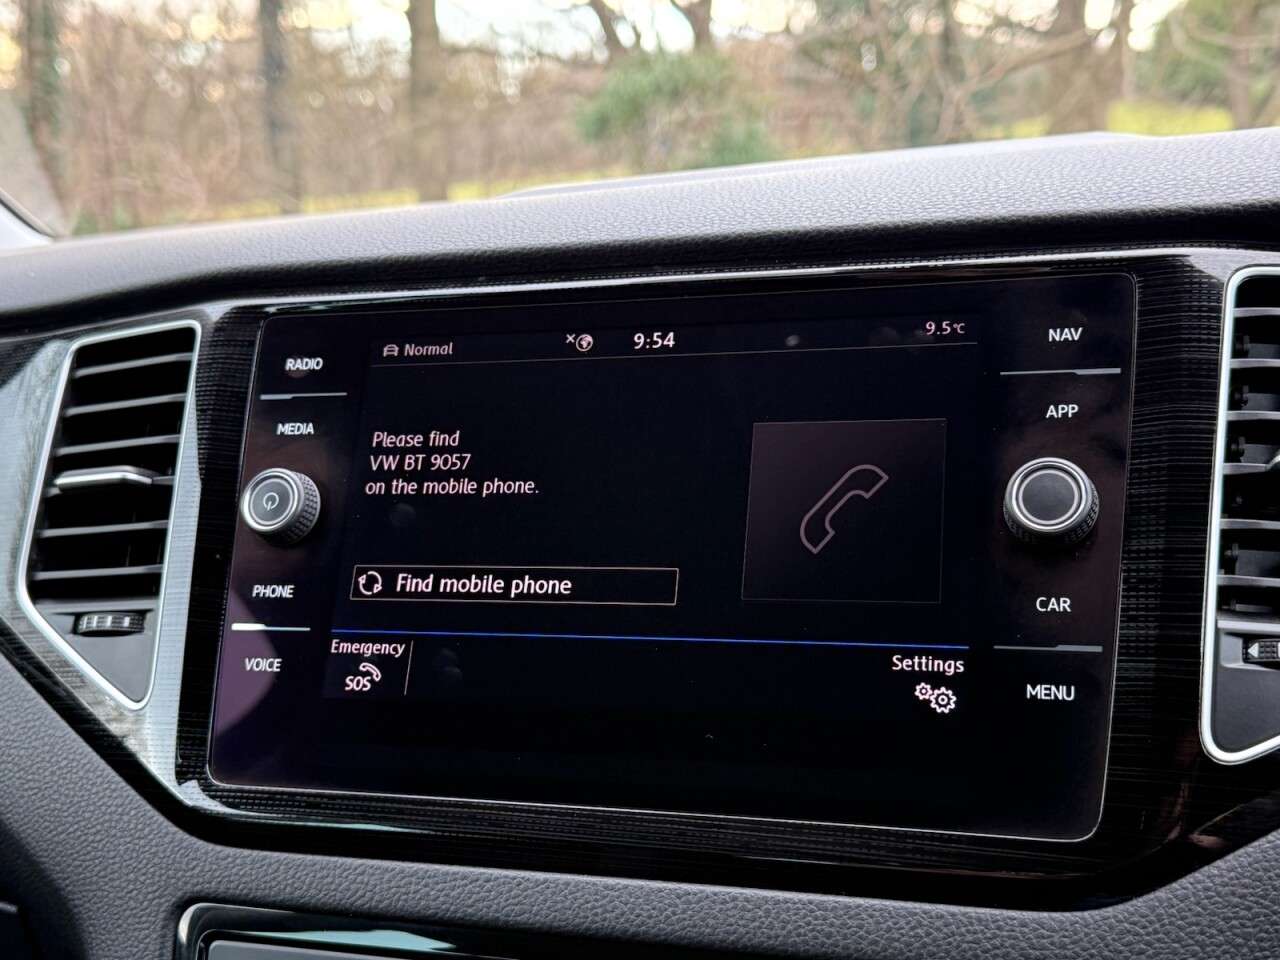 RADIO
MEDIA
PHONE
VOICE
Normal
9:54
9.5°C
Please find
VW BT 9057
on the mobile phone.
Find mobile phone
Emergency
SOS
Settings
NAV
APP
CAR
MENU